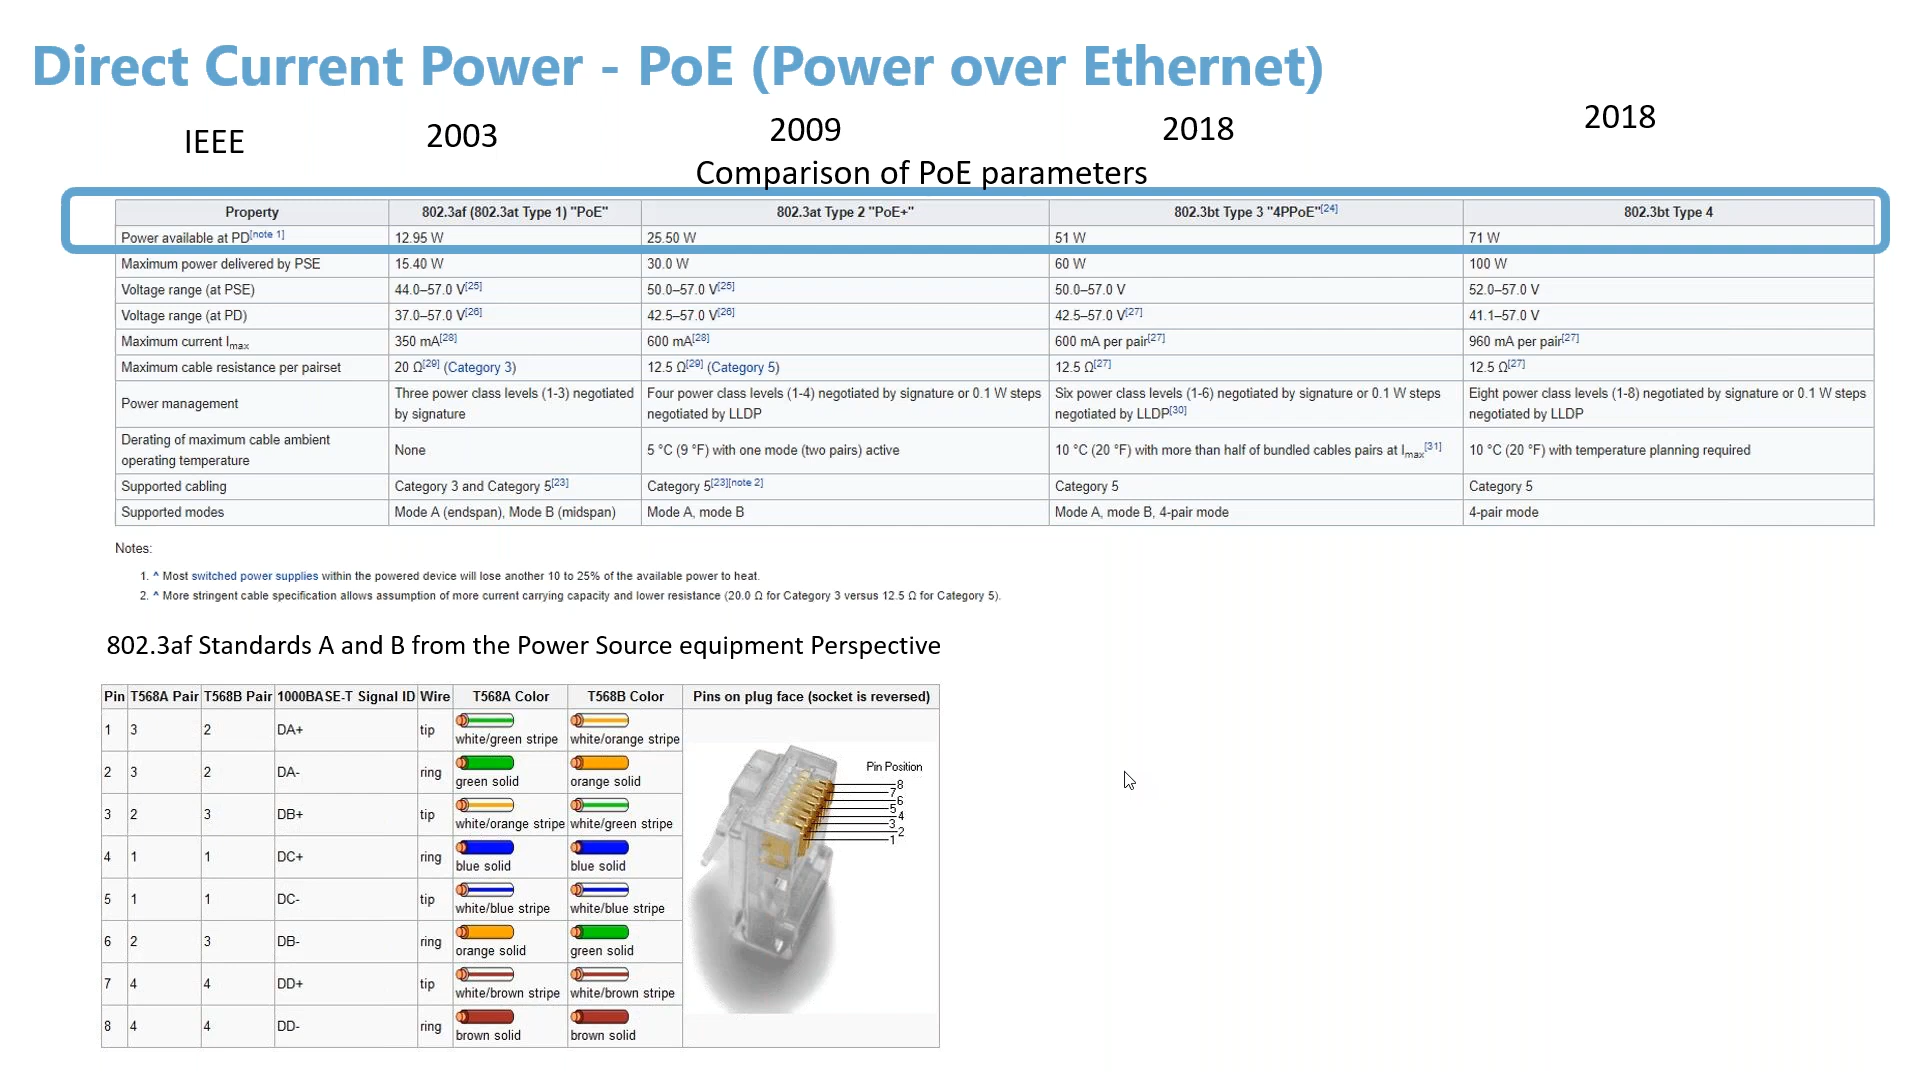 Direct Current Power - PoE (Power over Ethernet)
IEEE 2003 2009 2018 2018
Comparison of PoE parameters
Property 802.3af (802.3at Type 1) "PoE" 802.3at Type 2 "PoE+" 802.3bt Type 3 "4PPoE"[24] 802.3bt Type 4
Power available at PD[note 1] 12.95 W 25.50 W 51 W 71 W
Maximum power delivered by PSE 15.40 W 30.0 W 60 W 100 W
Voltage range (at PSE) 44.0–57.0 V[25] 50.0–57.0 V[25] 50.0–57.0 V 52.0–57.0 V
Voltage range (at PD) 37.0–57.0 V[26] 42.5–57.0 V[26] 42.5–57.0 V[27] 41.1–57.0 V
Maximum current Imax 350 mA[28] 600 mA[28] 600 mA per pair[27] 960 mA per pair[27]
Maximum cable resistance per pairset 20 Ω[29] (Category 3) 12.5 Ω[29] (Category 5) 12.5 Ω[27] 12.5 Ω[27]
Power management Three power class levels (1-3) negotiated by signature Four power class levels (1-4) negotiated by signature or 0.1 W steps negotiated by LLDP Six power class levels (1-6) negotiated by signature or 0.1 W steps negotiated by LLDP[30] Eight power class levels (1-8) negotiated by signature or 0.1 W steps negotiated by LLDP
Derating of maximum cable ambient operating temperature None 5 °C (9 °F) with one mode (two pairs) active 10 °C (20 °F) with more than half of bundled cables pairs at Imax[31] 10 °C (20 °F) with temperature planning required
Supported cabling Category 3 and Category 5[23] Category 5[23][note 2] Category 5 Category 5
Supported modes Mode A (endspan), Mode B (midspan) Mode A, mode B Mode A, mode B, 4-pair mode 4-pair mode
Notes:
1. ^ Most switched power supplies within the powered device will lose another 10 to 25% of the available power to heat.
2. ^ More stringent cable specification allows assumption of more current carrying capacity and lower resistance (20.0 Ω for Category 3 versus 12.5 Ω for Category 5).
802.3af Standards A and B from the Power Source equipment Perspective
Pin T568A Pair T568B Pair 1000BASE-T Signal ID Wire T568A Color T568B Color Pins on plug face (socket is reversed)
1 3 2 DA+ tip white/green stripe white/orange stripe
2 3 2 DA- ring green solid orange solid
3 2 3 DB+ tip white/orange stripe white/green stripe
4 1 1 DC+ ring blue solid blue solid
5 1 1 DC- tip white/blue stripe white/blue stripe
6 2 3 DB- ring orange solid green solid
7 4 4 DD+ tip white/brown stripe white/brown stripe
8 4 4 DD- ring brown solid brown solid
Pin Position
8
7
6
5
4
3
2
1